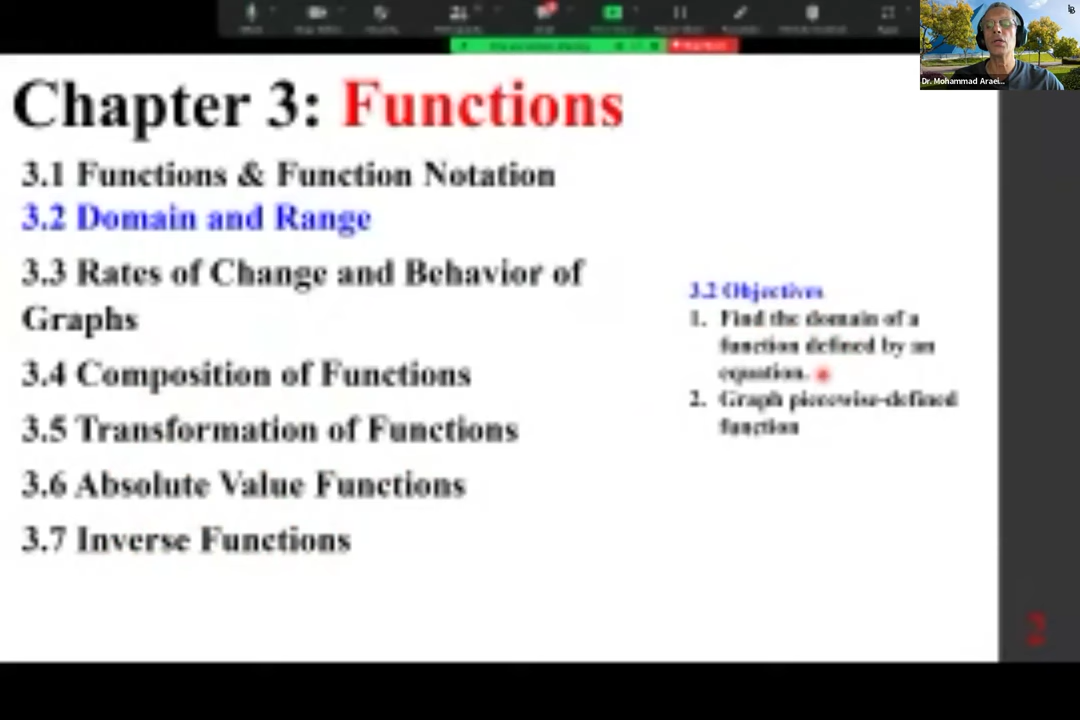 Chapter 3: Functions
3.1 Functions & Function Notation
3.2 Domain and Range
3.3 Rates of Change and Behavior of
Graphs
3.4 Composition of Functions
3.5 Transformation of Functions
3.6 Absolute Value Functions
3.7 Inverse Functions
3.2 Objectives
1. Find the domain of a
function defined by an
equation.
2. Graph piecewise-defined
function
Dr. Mohammad Araei...
2